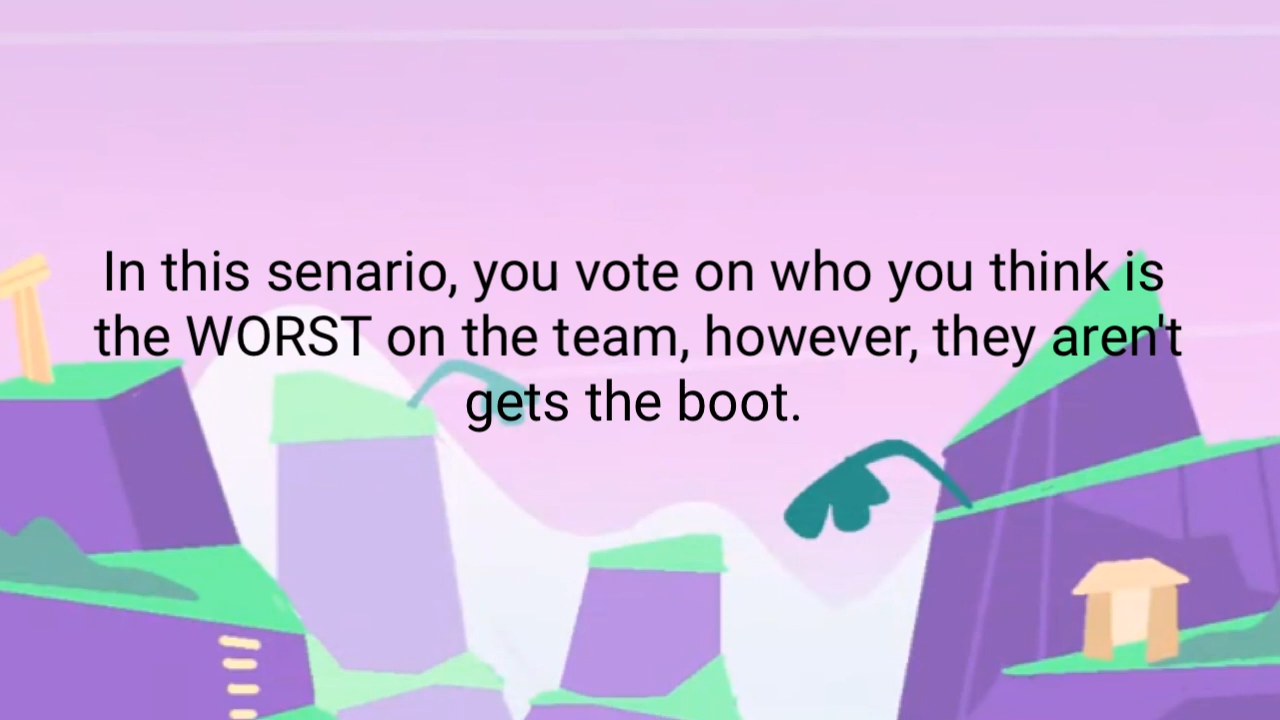 In this senario, you vote on who you think is
the WORST on the team, however, they aren't
gets the boot.